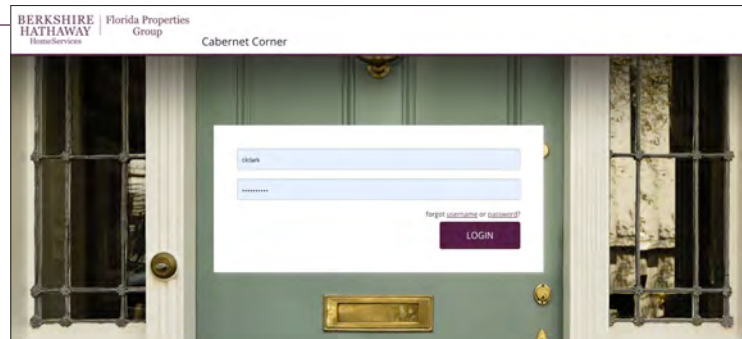 BERKSHIRE HATHAWAY HomeServices
Florida Properties Group
Cabernet Corner
clclark
••••••••••
forgot username or password?
LOGIN